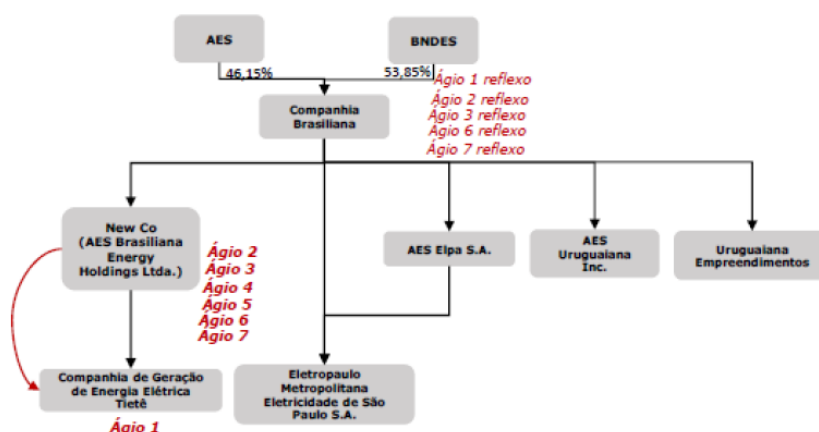 AES
BNDES
46,15%
53,85%
Ágio 1 reflexo
Ágio 2 reflexo
Ágio 3 reflexo
Ágio 6 reflexo
Ágio 7 reflexo
Companhia
Brasiliana
New Co
(AES Brasiliana
Energy
Holdings Ltda.)
Ágio 2
Ágio 3
Ágio 4
Ágio 5
Ágio 6
Ágio 7
AES Elpa S.A.
AES
Uruguaiana
Inc.
Uruguaiana
Empreendimentos
Companhia de Geração
de Energia Elétrica
Tietê
Ágio 1
Eletropaulo
Metropolitana
Eletricidade de São
Paulo S.A.